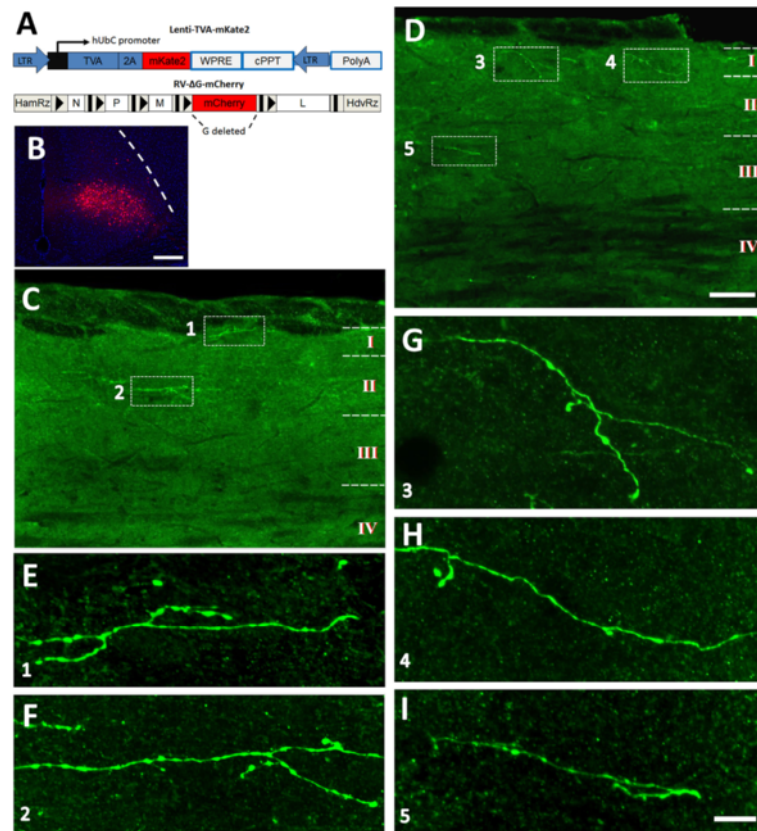 A
Lenti-TVA-mKate2
hUbC promoter
LTR TVA 2A mKate2 WPRE cPPT LTR PolyA
RV-ΔG-mCherry
HamRz N P M mCherry L HdvRz
G deleted
B
C
1
2
I
II
III
IV
D
3
4
5
I
II
III
IV
E
1
F
2
G
3
H
4
I
5